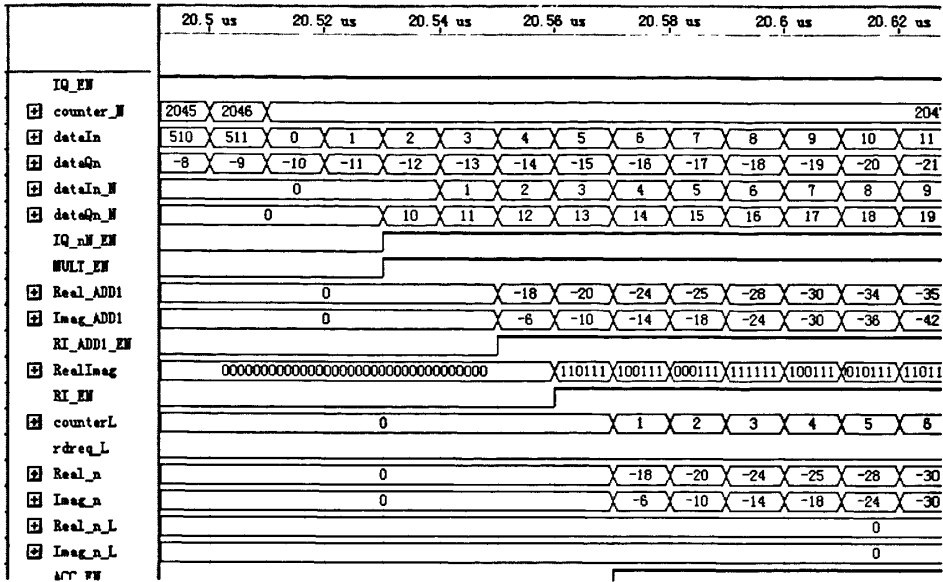 20.5 us 20.52 us 20.54 us 20.56 us 20.58 us 20.6 us 20.62 us
IQ_EN
counter_N 2045 2046 204
dataIn 510 511 0 1 2 3 4 5 6 7 8 9 10 11
dataQn -8 -9 -10 -11 -12 -13 -14 -15 -16 -17 -18 -19 -20 -21
dataIn_N 0 1 2 3 4 5 6 7 8 9
dataQn_N 0 10 11 12 13 14 15 16 17 18 19
IQ_nN_EN
MULT_EN
Real_ADD1 0 -18 -20 -24 -25 -28 -30 -34 -35
Imag_ADD1 0 -6 -10 -14 -18 -24 -30 -36 -42
RI_ADD1_EN
RealImag 00000000000000000000000000000000 110111 100111 000111 111111 100111 010111 11011
RI_EN
counterL 0 1 2 3 4 5 6
rdreq_L
Real_n 0 -18 -20 -24 -25 -28 -30
Imag_n 0 -6 -10 -14 -18 -24 -30
Real_n_L 0
Imag_n_L 0
ACC_EN